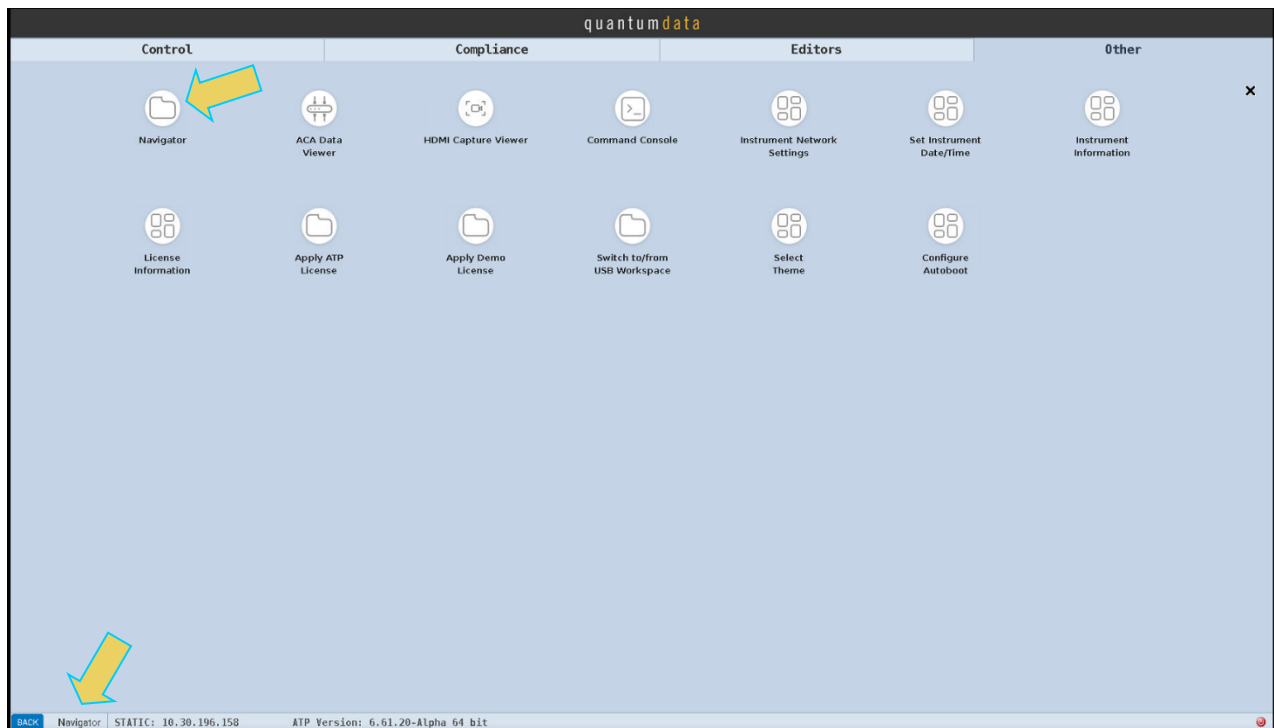 quantumdata
Control Compliance Editors Other
Navigator
ACA Data
Viewer
HDMI Capture Viewer
Command Console
Instrument Network
Settings
Set Instrument
Date/Time
Instrument
Information
License
Information
Apply ATP
License
Apply Demo
License
Switch to/from
USB Workspace
Select
Theme
Configure
Autoboot
BACK Navigator STATIC: 10.30.196.158 ATP Version: 6.61.20-Alpha 64 bit